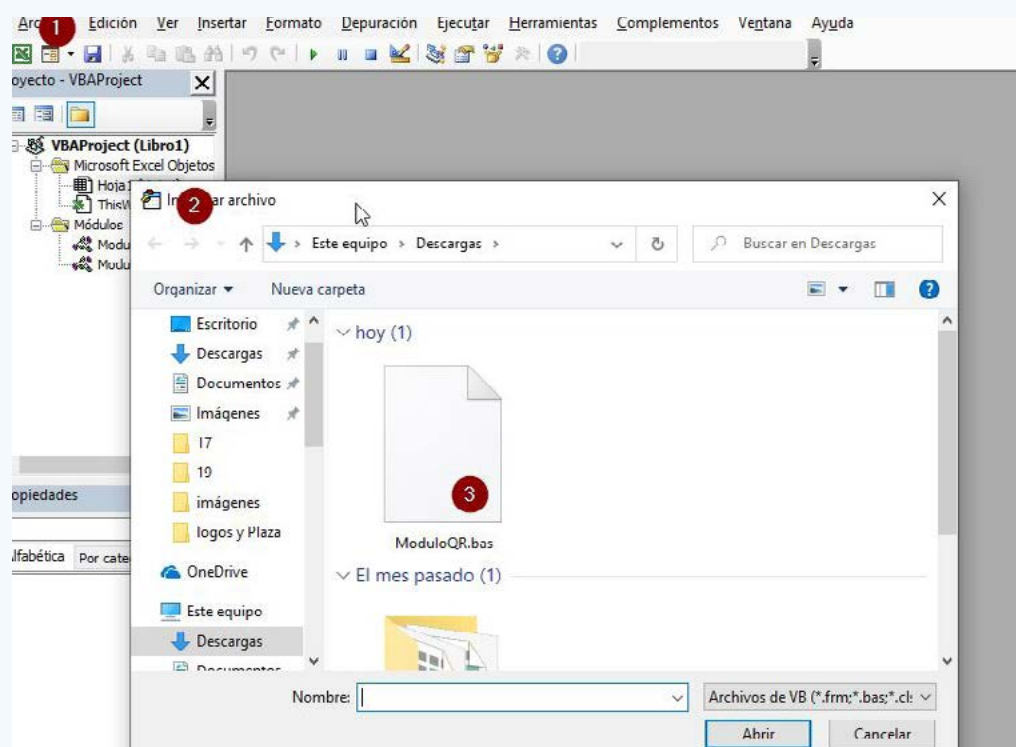 Arc 1 Edición Ver Insertar Formato Depuración Ejecutar Herramientas Complementos Ventana Ayuda
oyecto - VBAProject
VBAProject (Libro1)
Microsoft Excel Objetos
Hoja1
ThisW
Módulos
Modu
Modu
2 ar archivo
Este equipo > Descargas >
Buscar en Descargas
Organizar
Nueva carpeta
Escritorio
Descargas
Documentos
Imágenes
17
19
imágenes
logos y Plaza
OneDrive
Este equipo
Descargas
Documentos
hoy (1)
3
ModuloQR.bas
El mes pasado (1)
opiedades
lfabética Por cate
Nombre:
Archivos de VB (*.frm;*.bas;*.cl
Abrir
Cancelar